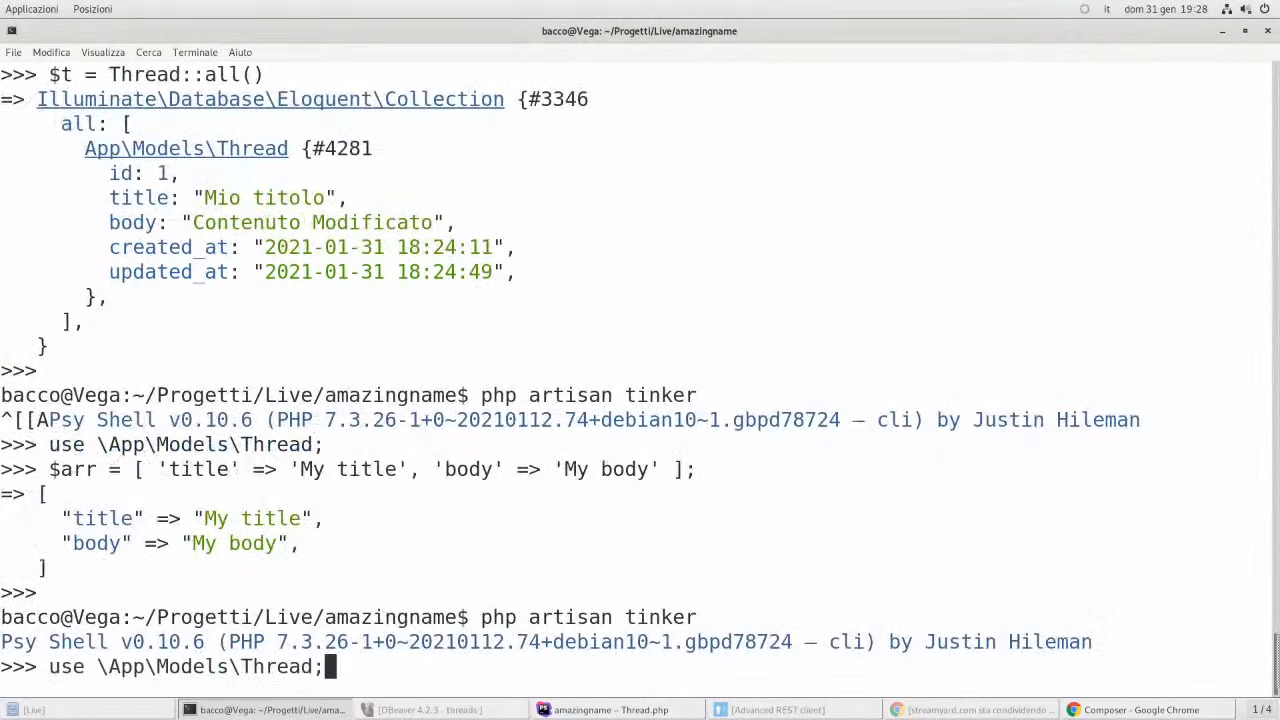 Applicazioni Posizioni it dom 31 gen 19:28
bacco@Vega: ~/Progetti/Live/amazingname
File Modifica Visualizza Cerca Terminale Aiuto
>>> $t = Thread::all()
=> Illuminate\Database\Eloquent\Collection {#3346
all: [
App\Models\Thread {#4281
id: 1,
title: "Mio titolo",
body: "Contenuto Modificato",
created_at: "2021-01-31 18:24:11",
updated_at: "2021-01-31 18:24:49",
},
],
}
>>>
bacco@Vega:~/Progetti/Live/amazingname$ php artisan tinker
^[[APsy Shell v0.10.6 (PHP 7.3.26-1+0~20210112.74+debian10~1.gbpd78724 — cli) by Justin Hileman
>>> use \App\Models\Thread;
>>> $arr = [ 'title' => 'My title', 'body' => 'My body' ];
=> [
"title" => "My title",
"body" => "My body",
]
>>>
bacco@Vega:~/Progetti/Live/amazingname$ php artisan tinker
Psy Shell v0.10.6 (PHP 7.3.26-1+0~20210112.74+debian10~1.gbpd78724 — cli) by Justin Hileman
>>> use \App\Models\Thread;
[Live] bacco@Vega: ~/Progetti/Live/ama... [DBeaver 4.2.3 - threads ] amazingname – Thread.php [Advanced REST client] [streamyard.com sta condividendo ... Composer - Google Chrome 1 / 4